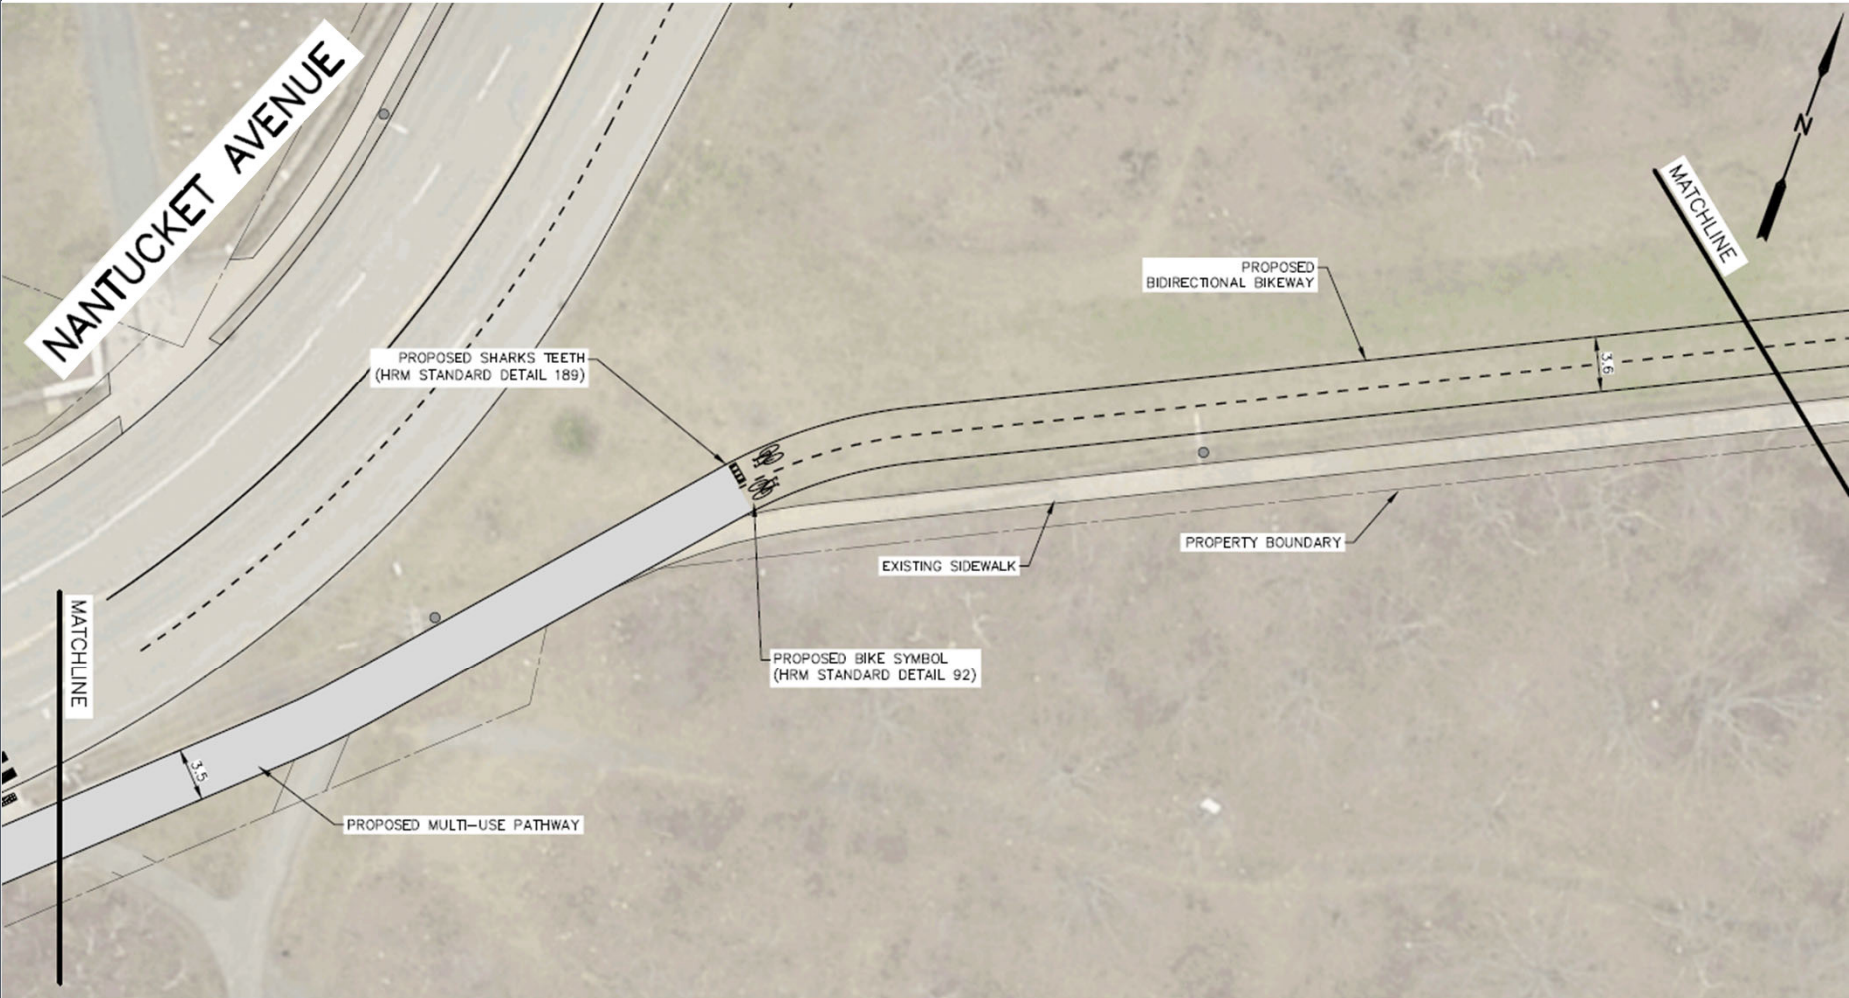 NANTUCKET AVENUE
N
MATCHLINE
PROPOSED
BIDIRECTIONAL BIKEWAY
3.6
PROPOSED SHARKS TEETH
(HRM STANDARD DETAIL 189)
PROPERTY BOUNDARY
EXISTING SIDEWALK
MATCHLINE
PROPOSED BIKE SYMBOL
(HRM STANDARD DETAIL 92)
3.5
PROPOSED MULTI-USE PATHWAY